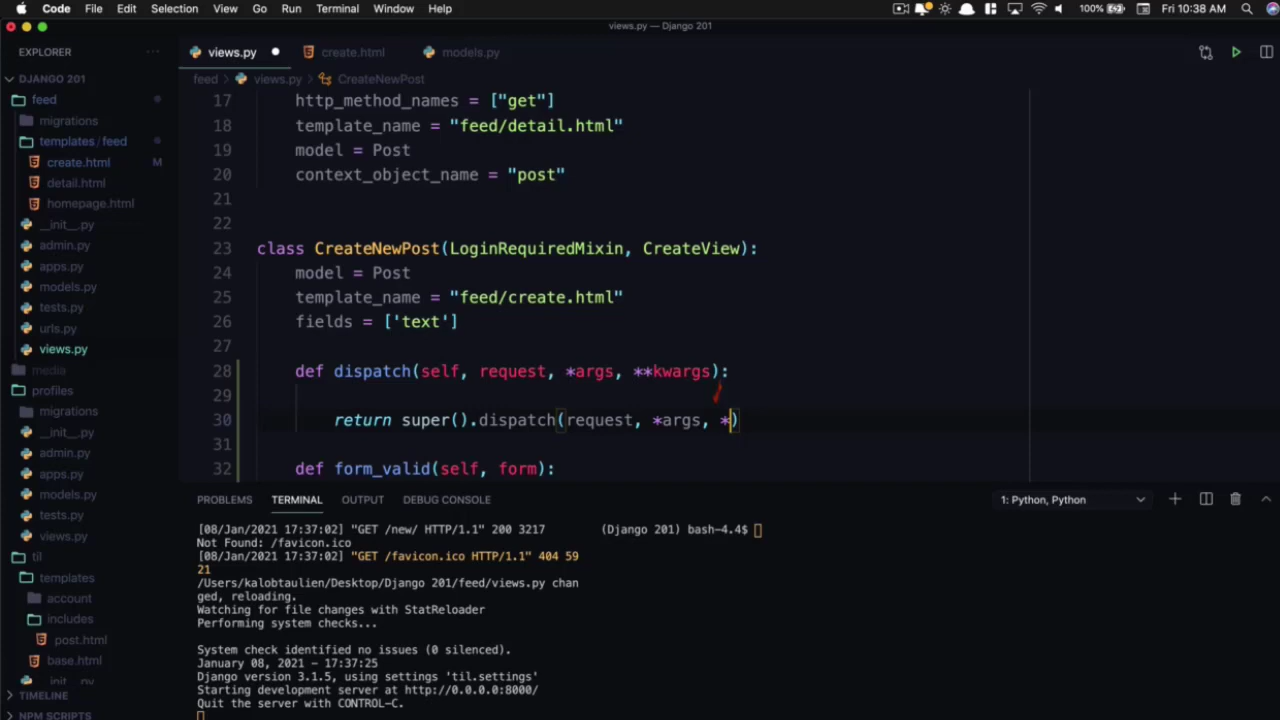 Code File Edit Selection View Go Run Terminal Window Help 100% Fri 10:38 AM
views.py — Django 201
EXPLORER ... views.py create.html models.py
DJANGO 201 feed views.py CreateNewPost
feed
migrations
templates / feed
create.html M
detail.html
homepage.html
__init__.py
admin.py
apps.py
models.py
tests.py
urls.py
views.py
media
profiles
migrations
__init__.py
admin.py
apps.py
models.py
tests.py
views.py
til
templates
account
includes
post.html
base.html
__init__.py
TIMELINE
NPM SCRIPTS
17 http_method_names = ["get"]
18 template_name = "feed/detail.html"
19 model = Post
20 context_object_name = "post"
21
22
23 class CreateNewPost(LoginRequiredMixin, CreateView):
24 model = Post
25 template_name = "feed/create.html"
26 fields = ['text']
27
28 def dispatch(self, request, *args, **kwargs):
29
30 return super().dispatch(request, *args, *)
31
32 def form_valid(self, form):
PROBLEMS TERMINAL OUTPUT DEBUG CONSOLE 1: Python, Python
[08/Jan/2021 17:37:02] "GET /new/ HTTP/1.1" 200 3217
Not Found: /favicon.ico
[08/Jan/2021 17:37:02] "GET /favicon.ico HTTP/1.1" 404 59
21
/Users/kalobtaulien/Desktop/Django 201/feed/views.py chan
ged, reloading.
Watching for file changes with StatReloader
Performing system checks...
System check identified no issues (0 silenced).
January 08, 2021 - 17:37:25
Django version 3.1.5, using settings 'til.settings'
Starting development server at http://0.0.0.0:8000/
Quit the server with CONTROL-C.
(Django 201) bash-4.4$